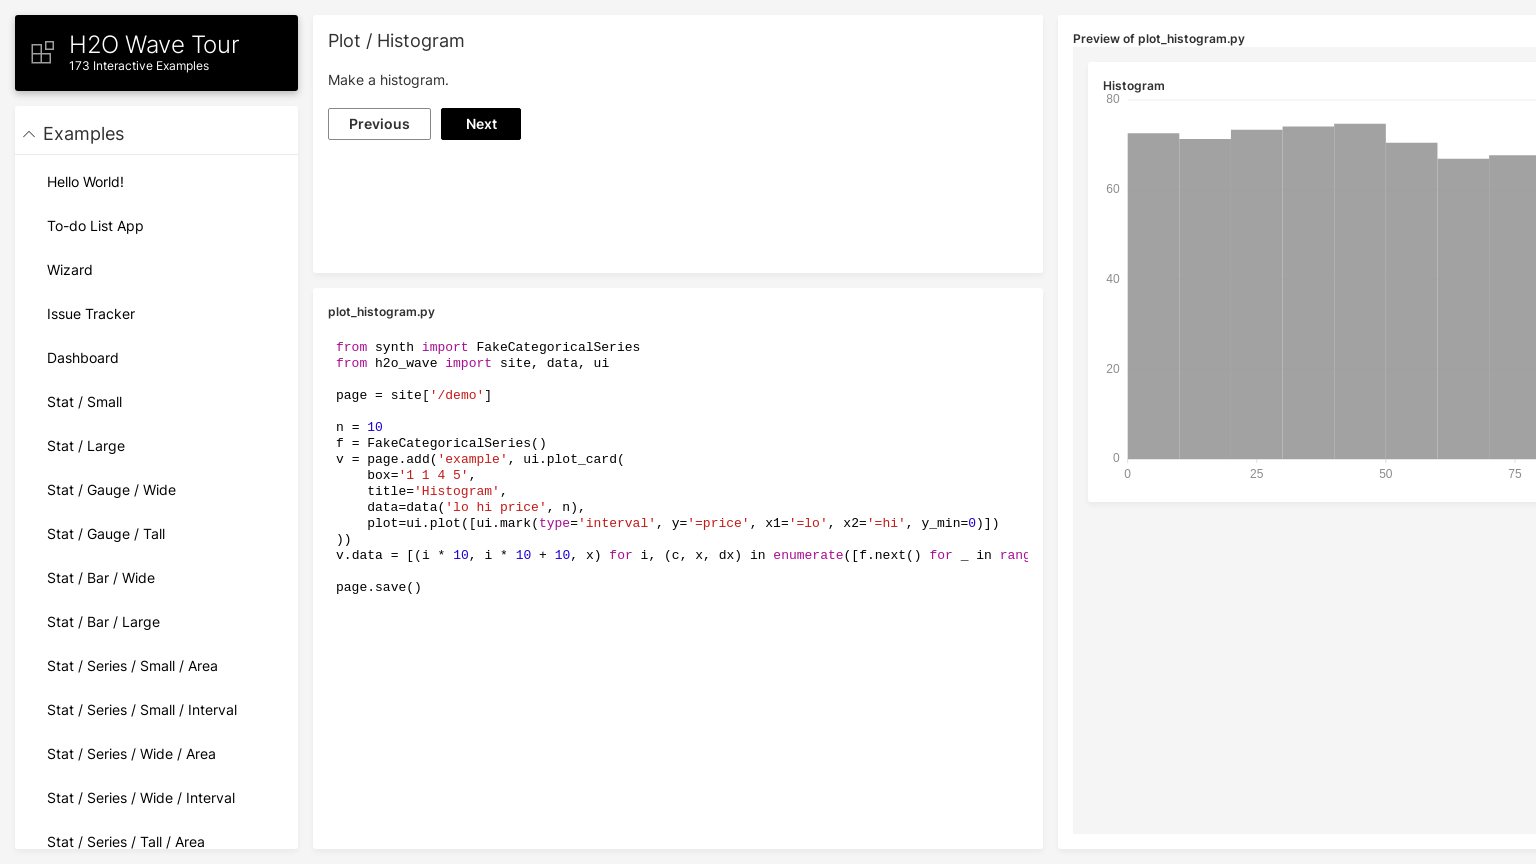 H2O Wave Tour
173 Interactive Examples
Examples
Hello World!
To-do List App
Wizard
Issue Tracker
Dashboard
Stat / Small
Stat / Large
Stat / Gauge / Wide
Stat / Gauge / Tall
Stat / Bar / Wide
Stat / Bar / Large
Stat / Series / Small / Area
Stat / Series / Small / Interval
Stat / Series / Wide / Area
Stat / Series / Wide / Interval
Stat / Series / Tall / Area
Plot / Histogram
Make a histogram.
Previous
Next
plot_histogram.py
from synth import FakeCategoricalSeries
from h2o_wave import site, data, ui
page = site['/demo']
n = 10
f = FakeCategoricalSeries()
v = page.add('example', ui.plot_card(
    box='1 1 4 5',
    title='Histogram',
    data=data('lo hi price', n),
    plot=ui.plot([ui.mark(type='interval', y='=price', x1='=lo', x2='=hi', y_min=0)])
))
v.data = [(i * 10, i * 10 + 10, x) for i, (c, x, dx) in enumerate([f.next() for _ in rang
page.save()
Preview of plot_histogram.py
Histogram
80
60
40
20
0
0 25 50 75